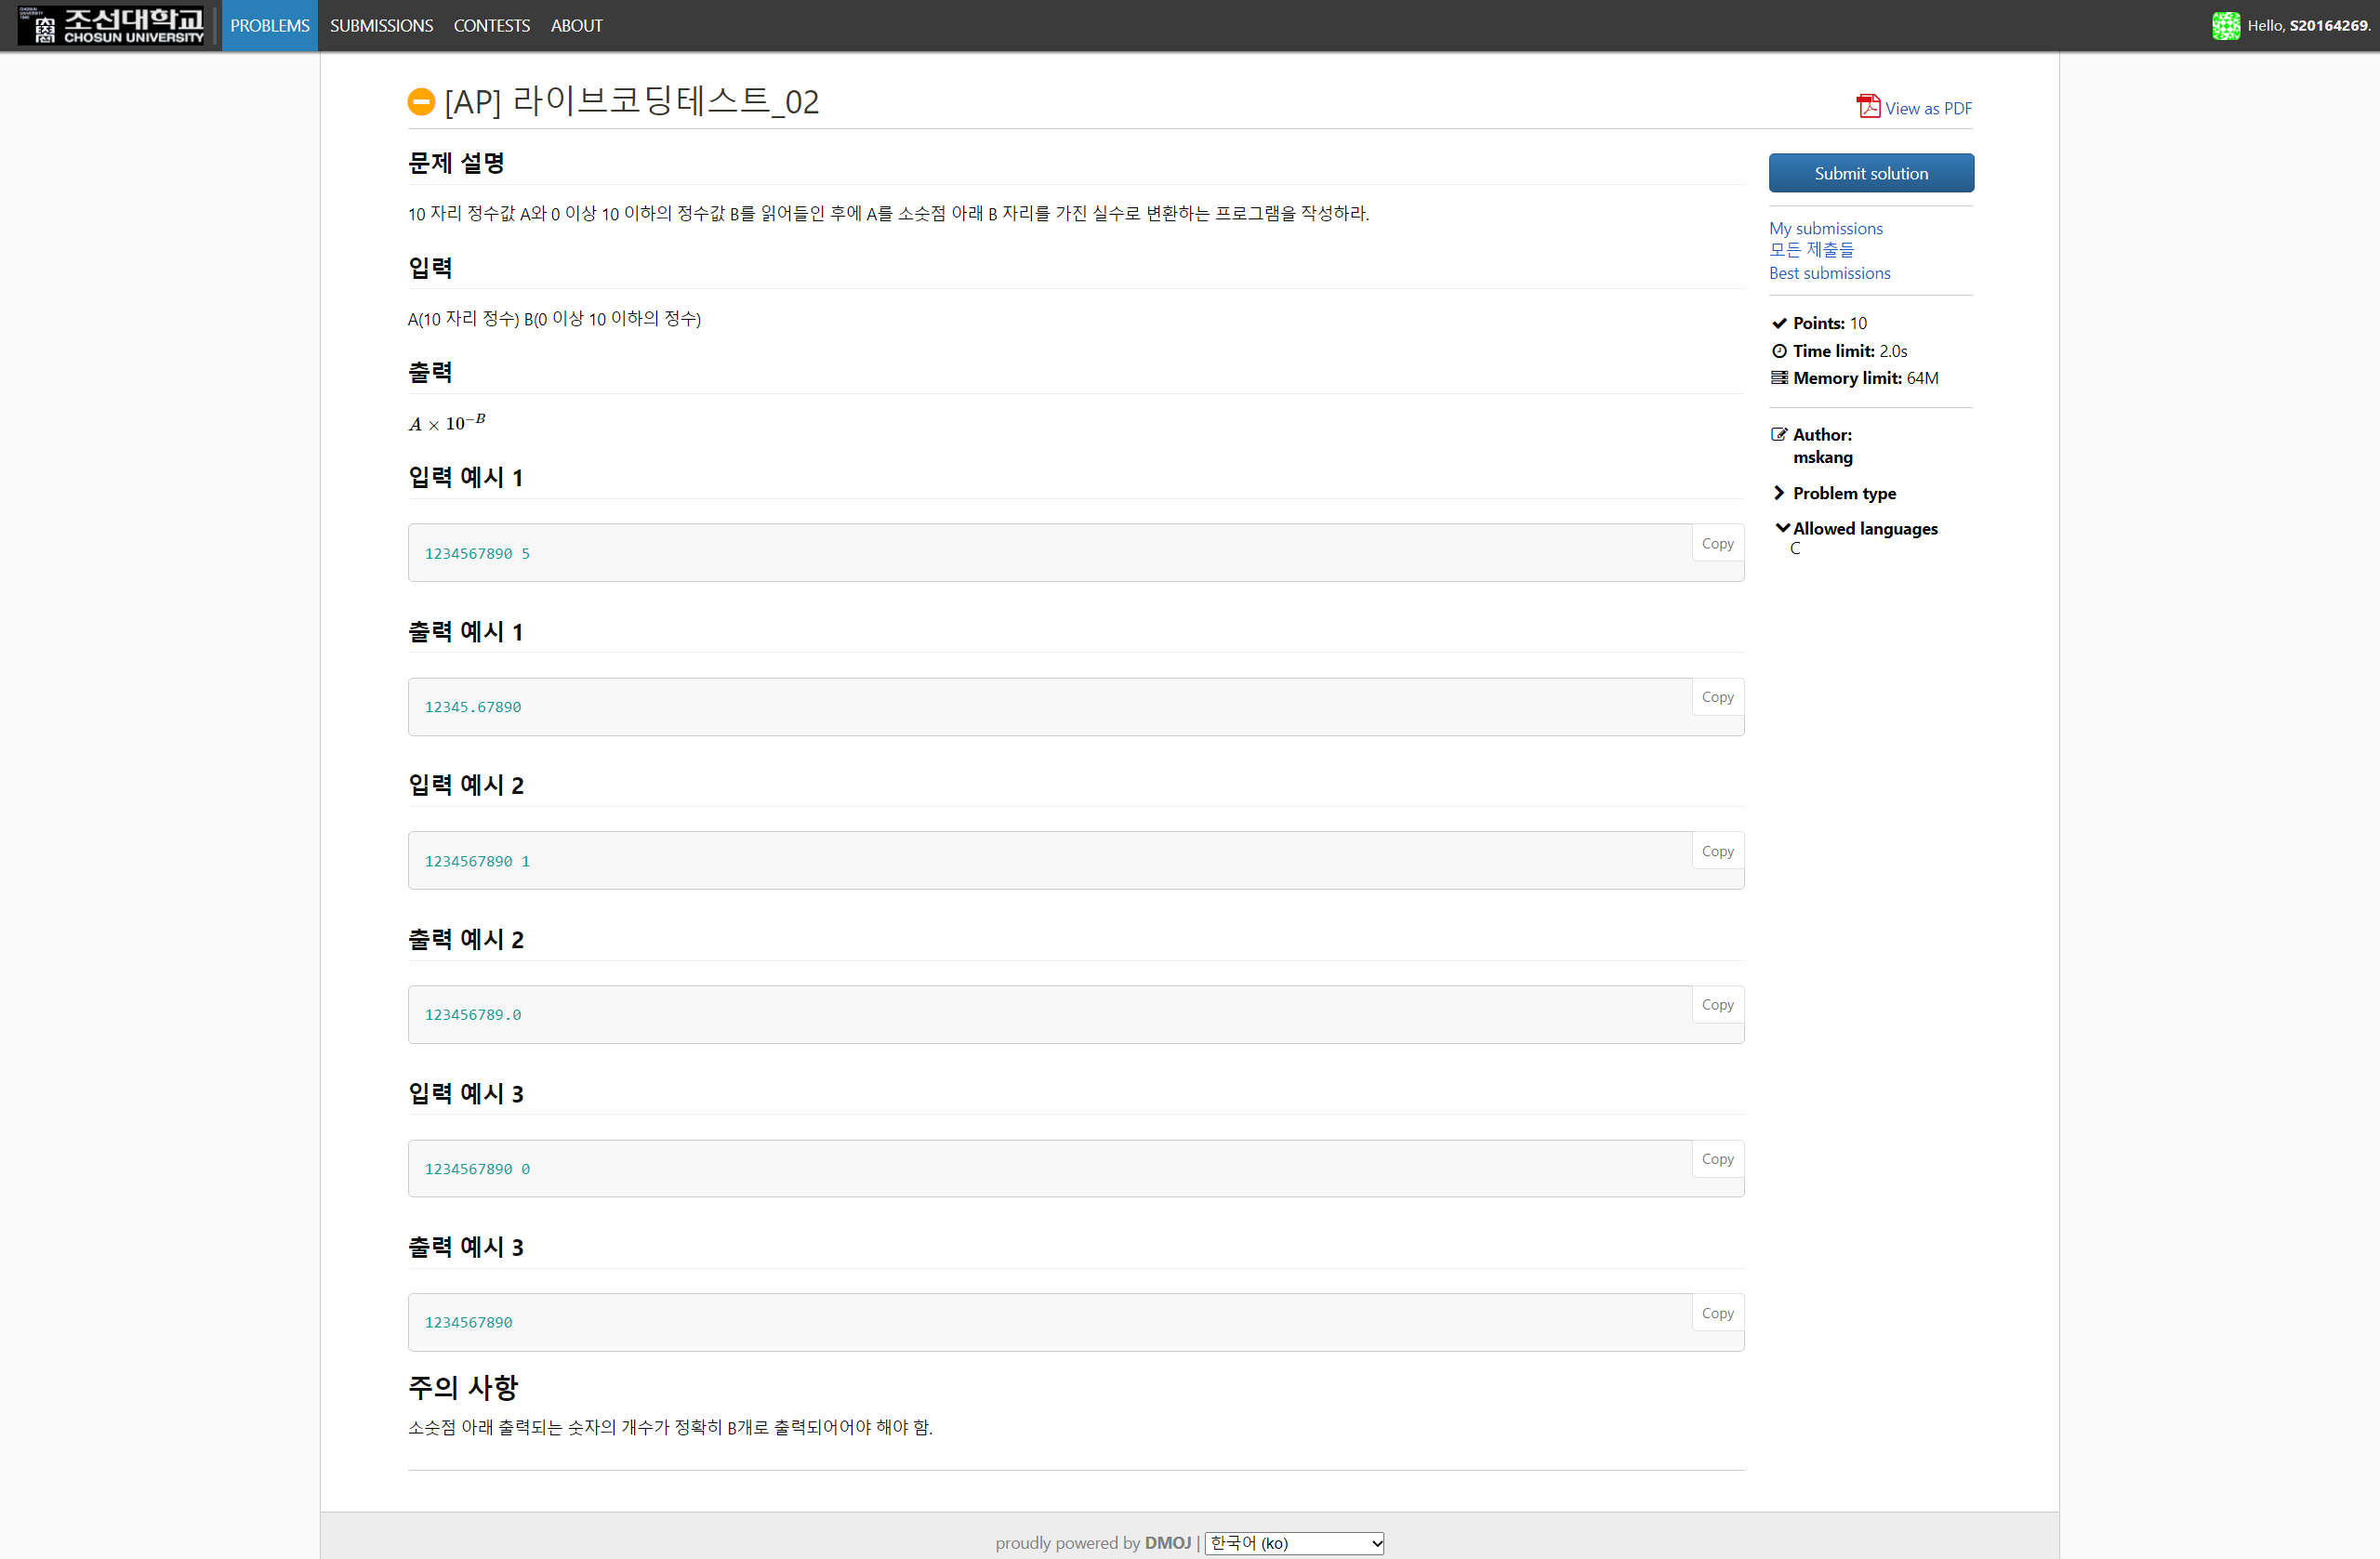 조선대학교
CHOSUN UNIVERSITY
PROBLEMS SUBMISSIONS CONTESTS ABOUT
Hello, S20164269.
[AP] 라이브코딩테스트_02
View as PDF
문제 설명
10 자리 정수값 A와 0 이상 10 이하의 정수값 B를 읽어들인 후에 A를 소숫점 아래 B 자리를 가진 실수로 변환하는 프로그램을 작성하라.
입력
A(10 자리 정수) B(0 이상 10 이하의 정수)
출력
A × 10^{-B}
입력 예시 1
Copy
1234567890 5
출력 예시 1
Copy
12345.67890
입력 예시 2
Copy
1234567890 1
출력 예시 2
Copy
123456789.0
입력 예시 3
Copy
1234567890 0
출력 예시 3
Copy
1234567890
주의 사항
소숫점 아래 출력되는 숫자의 개수가 정확히 B개로 출력되어어야 해야 함.
Submit solution
My submissions
모든 제출들
Best submissions
Points: 10
Time limit: 2.0s
Memory limit: 64M
Author:
mskang
Problem type
Allowed languages
C
proudly powered by DMOJ | 한국어 (ko)